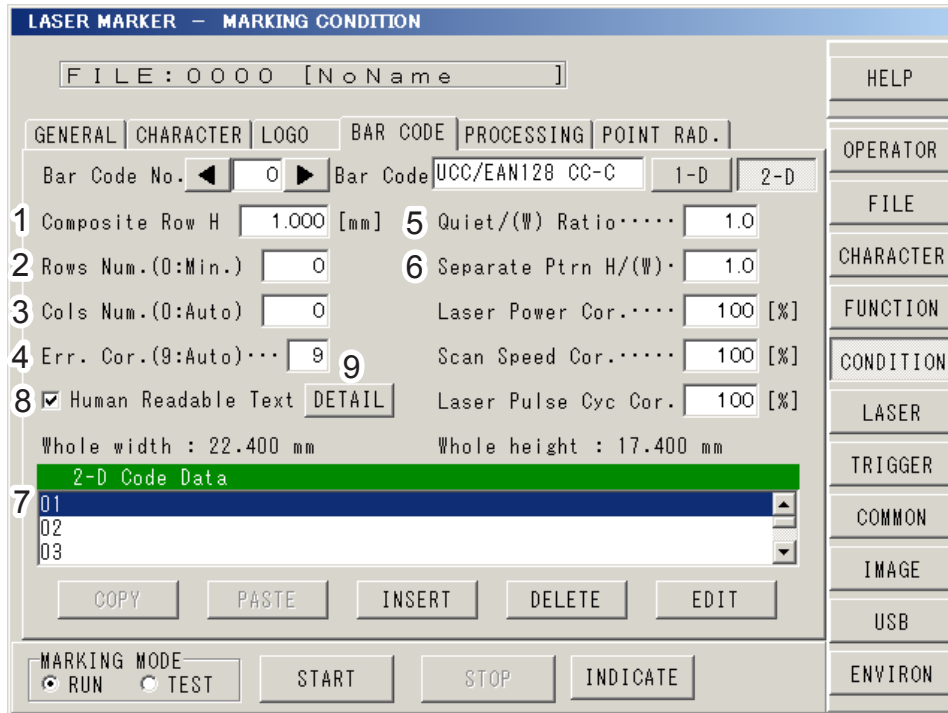 LASER MARKER － MARKING CONDITION
FILE:0000 [NoName ]
HELP
GENERAL CHARACTER LOGO BAR CODE PROCESSING POINT RAD.
OPERATOR
Bar Code No. ◀ 0 ▶ Bar Code UCC/EAN128 CC-C 1-D 2-D
FILE
1 Composite Row H 1.000 [mm] 5 Quiet/(W) Ratio····· 1.0
2 Rows Num.(0:Min.) 0 6 Separate Ptrn H/(W)· 1.0
CHARACTER
3 Cols Num.(0:Auto) 0 Laser Power Cor.···· 100 [%]
FUNCTION
4 Err. Cor.(9:Auto)··· 9 Scan Speed Cor.····· 100 [%]
CONDITION
8 Human Readable Text 9 DETAIL Laser Pulse Cyc Cor. 100 [%]
LASER
Whole width : 22.400 mm Whole height : 17.400 mm
TRIGGER
2-D Code Data
7 01
02
03
COMMON
IMAGE
COPY PASTE INSERT DELETE EDIT
USB
MARKING MODE
RUN TEST START STOP INDICATE
ENVIRON